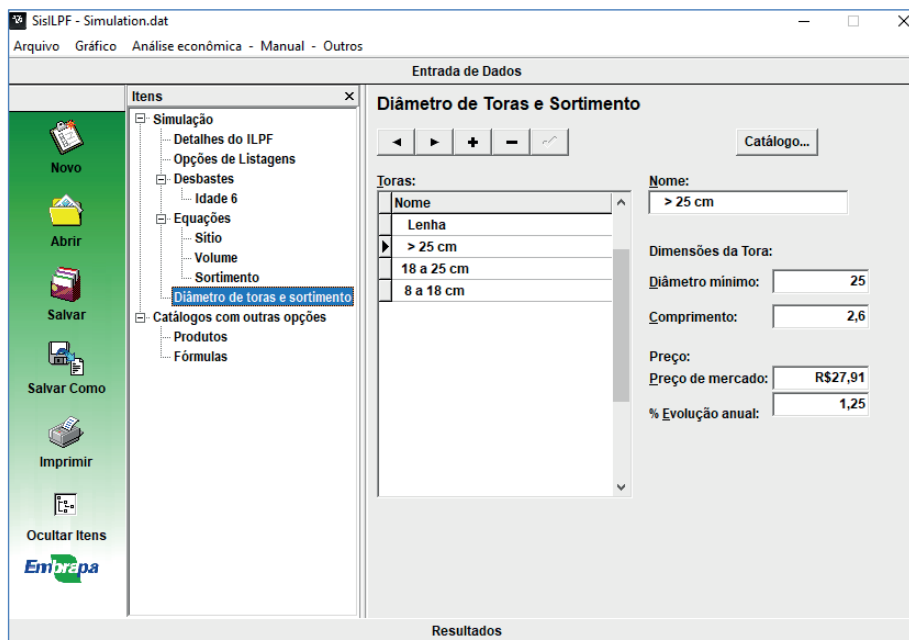 SisILPF - Simulation.dat
Arquivo Gráfico Análise econômica - Manual - Outros
Entrada de Dados
Novo
Abrir
Salvar
Salvar Como
Imprimir
Ocultar Itens
Embrapa
Itens
Simulação
Detalhes do ILPF
Opções de Listagens
Desbastes
Idade 6
Equações
Sitio
Volume
Sortimento
Diâmetro de toras e sortimento
Catálogos com outras opções
Produtos
Fórmulas
Diâmetro de Toras e Sortimento
Catálogo...
Toras:
Nome
Lenha
> 25 cm
18 a 25 cm
8 a 18 cm
Nome:
> 25 cm
Dimensões da Tora:
Diâmetro mínimo: 25
Comprimento: 2,6
Preço:
Preço de mercado: R$27,91
% Evolução anual: 1,25
Resultados